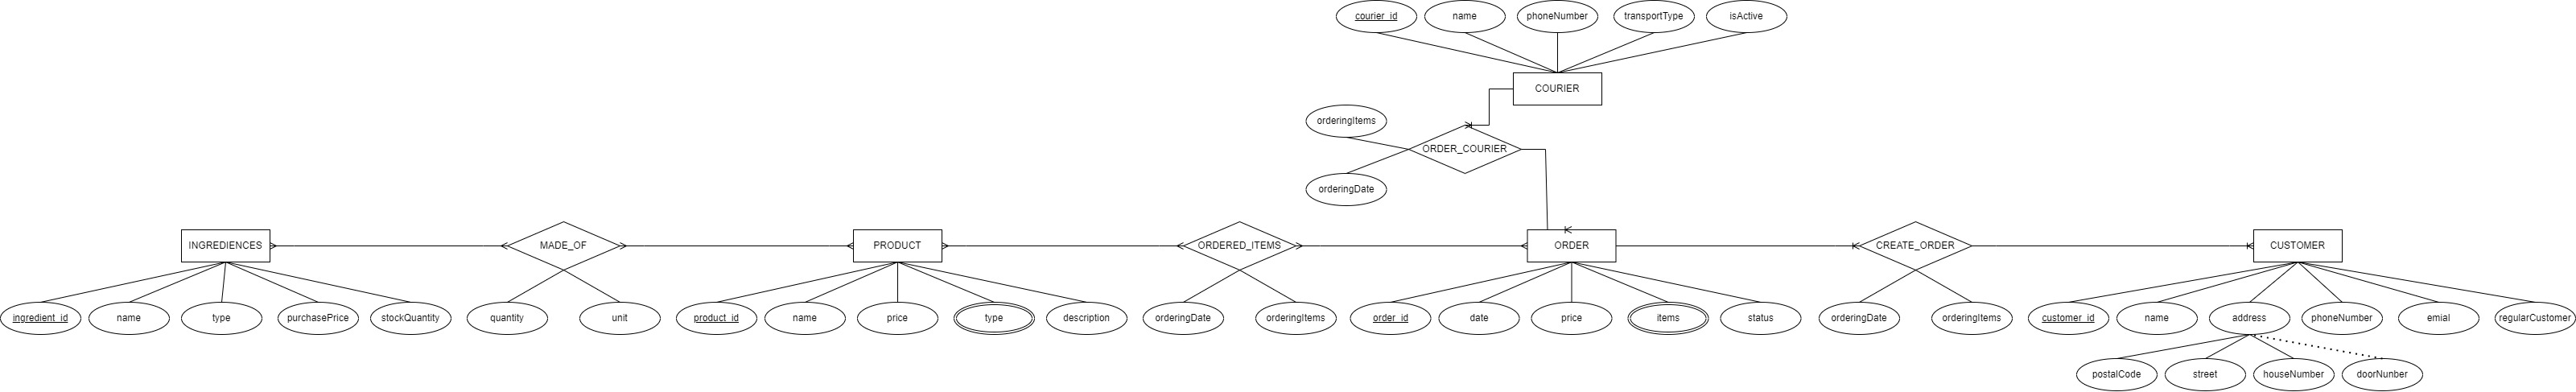 courier_id
name
phoneNumber
transportType
isActive
COURIER
orderingItems
ORDER_COURIER
orderingDate
INGREDIENCES
MADE_OF
PRODUCT
ORDERED_ITEMS
ORDER
CREATE_ORDER
CUSTOMER
ingredient_id
name
type
purchasePrice
stockQuantity
quantity
unit
product_id
name
price
type
description
orderingDate
orderingItems
order_id
date
price
items
status
orderingDate
orderingItems
customer_id
name
address
phoneNumber
emial
regularCustomer
postalCode
street
houseNumber
doorNunber